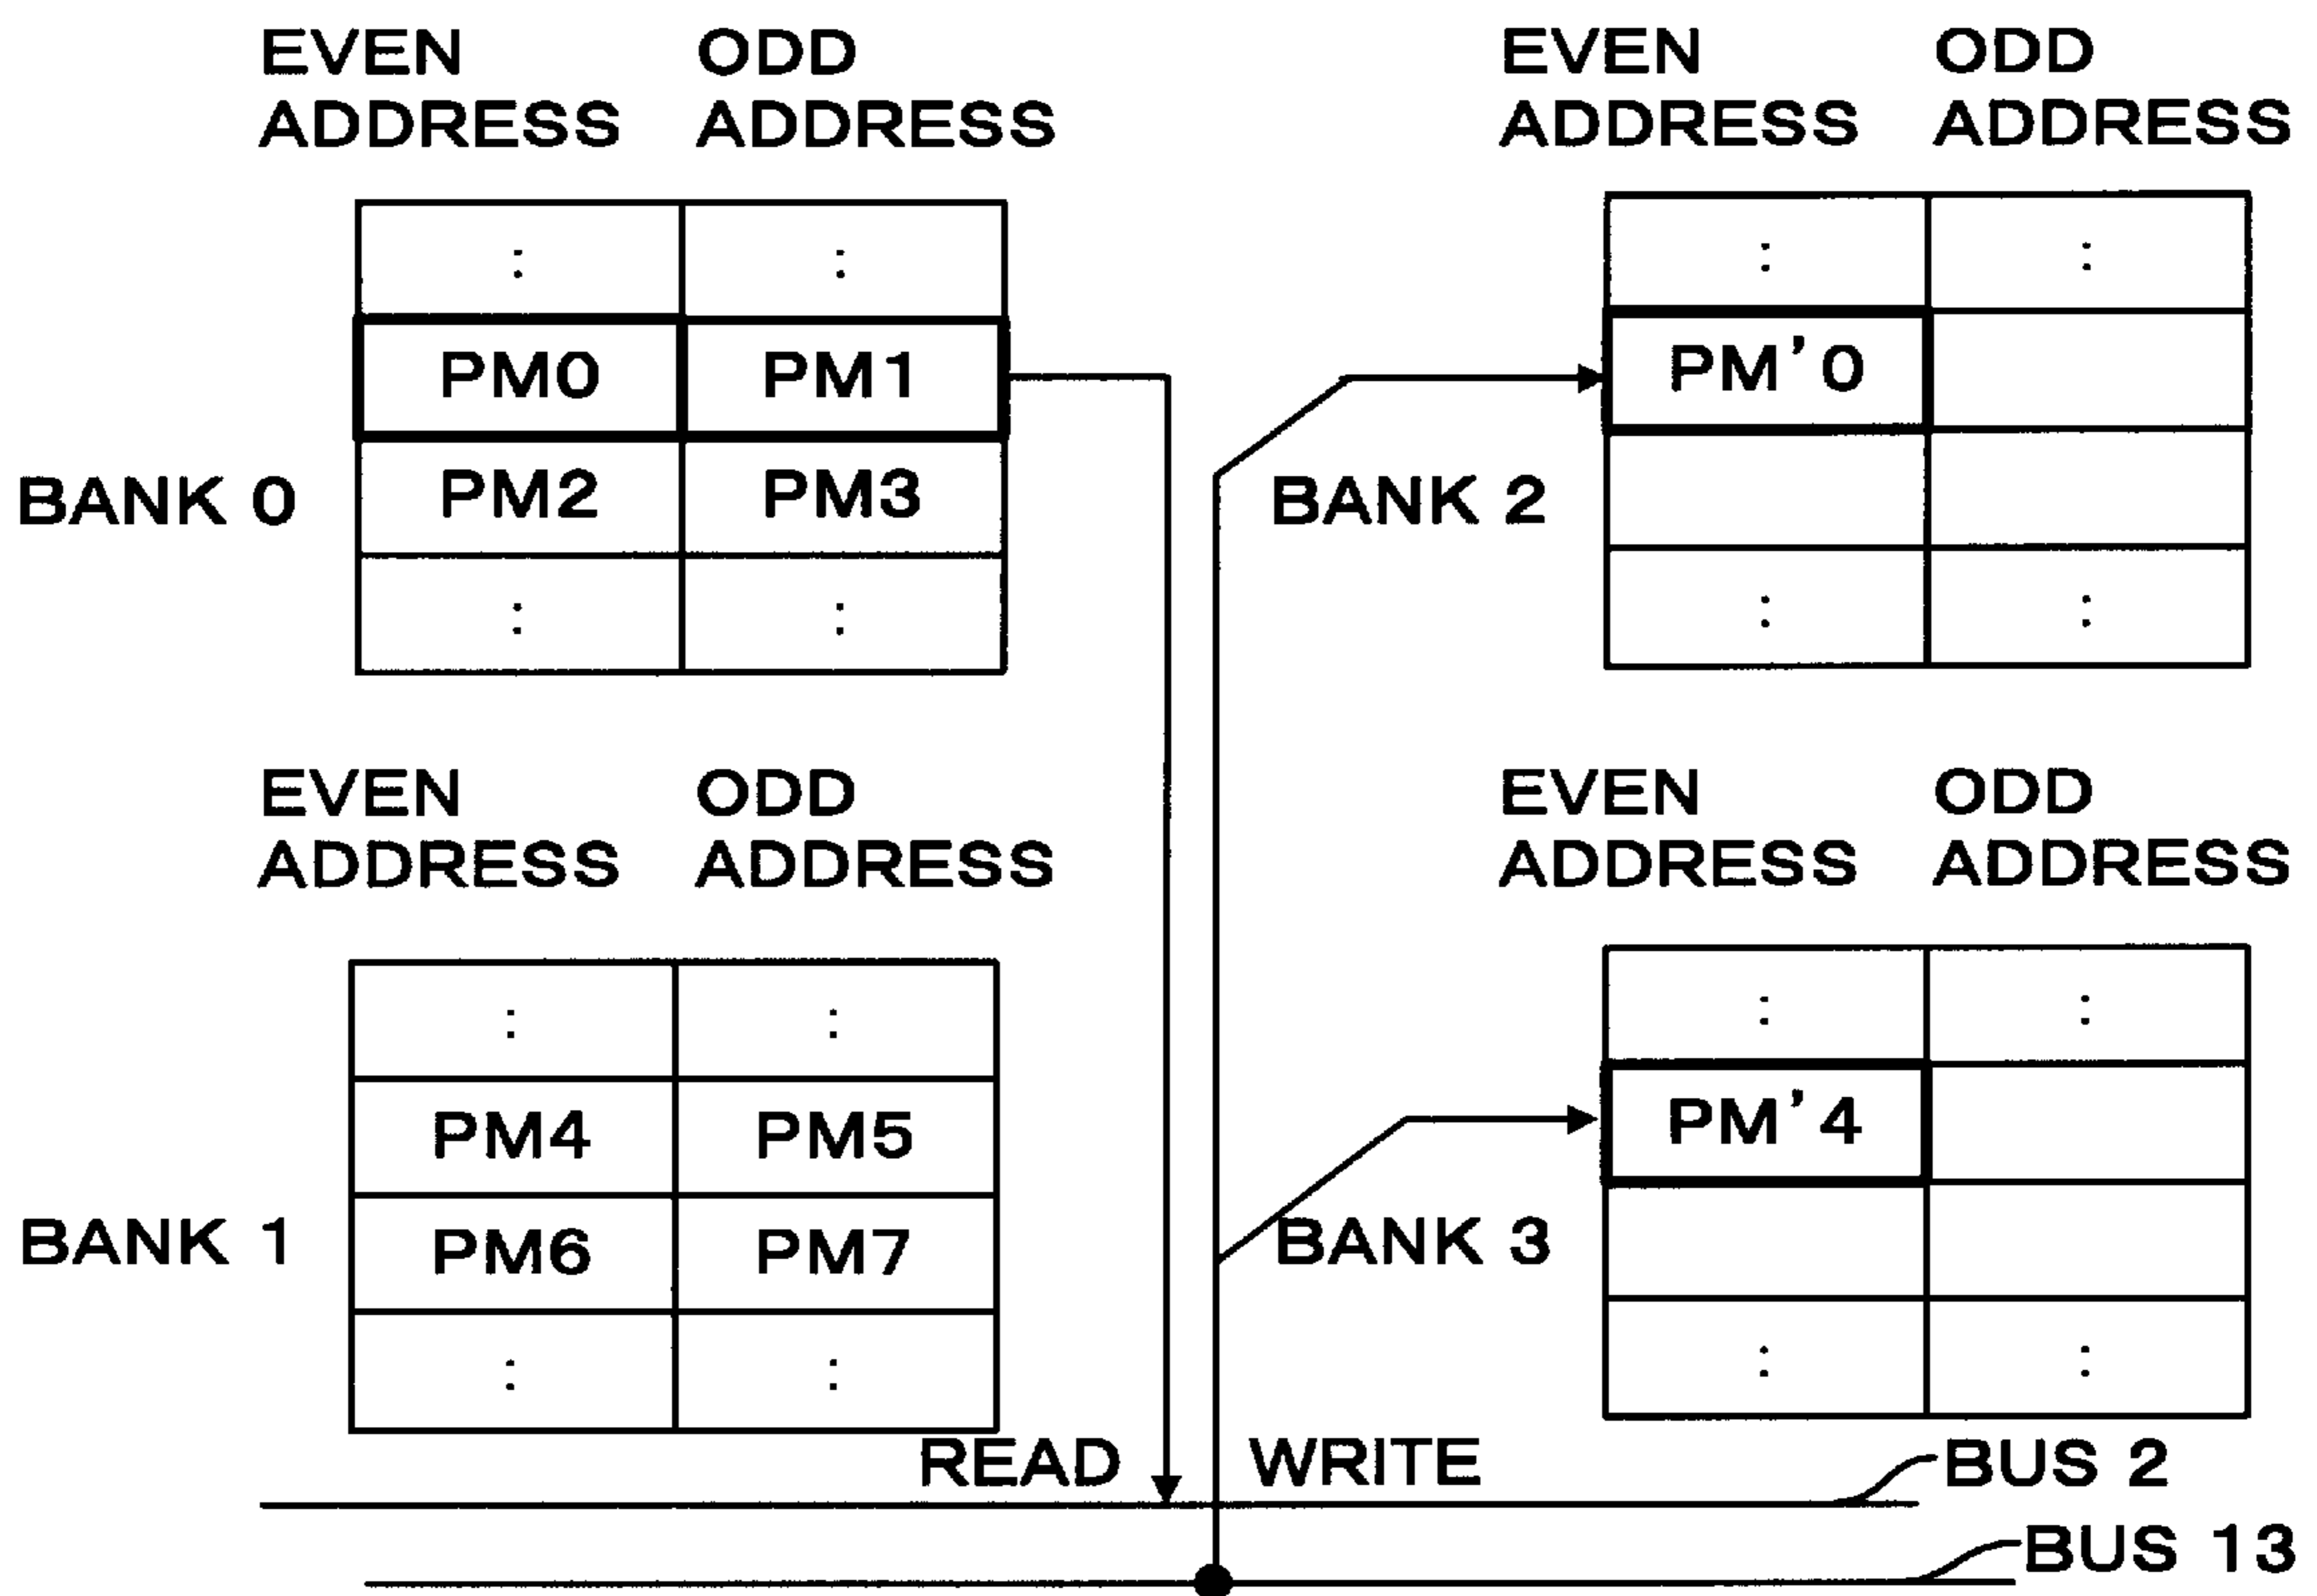 EVEN ADDRESS
ODD ADDRESS
EVEN ADDRESS
ODD ADDRESS
:
:
PM0
PM1
BANK 0
PM2
PM3
:
:
:
:
PM'0
BANK 2
:
:
EVEN ADDRESS
ODD ADDRESS
EVEN ADDRESS
ODD ADDRESS
:
:
PM4
PM5
BANK 1
PM6
PM7
:
:
:
:
PM'4
BANK 3
:
:
READ
WRITE
BUS 2
BUS 13